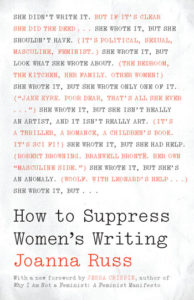 SHE DIDN'T WRITE IT. BUT IF IT'S CLEAR
SHE DID THE DEED . . . SHE WROTE IT, BUT SHE
SHOULDN'T HAVE. (IT'S POLITICAL, SEXUAL,
MASCULINE, FEMINIST.) SHE WROTE IT, BUT
LOOK WHAT SHE WROTE ABOUT. (THE BEDROOM,
THE KITCHEN, HER FAMILY. OTHER WOMEN!)
SHE WROTE IT, BUT SHE WROTE ONLY ONE OF IT.
("JANE EYRE. POOR DEAR, THAT'S ALL SHE EVER
. . .") SHE WROTE IT, BUT SHE ISN'T REALLY
AN ARTIST, AND IT ISN'T REALLY ART. (IT'S
A THRILLER, A ROMANCE, A CHILDREN'S BOOK.
IT'S SCI FI!) SHE WROTE IT, BUT SHE HAD HELP.
(ROBERT BROWNING. BRANWELL BRONTË. HER OWN
"MASCULINE SIDE.") SHE WROTE IT, BUT SHE'S
AN ANOMALY. (WOOLF. WITH LEONARD'S HELP. . .)
SHE WROTE IT, BUT . . .
How to Suppress
Women's Writing
Joanna Russ
With a new foreword by JESSA CRISPIN, author of
Why I Am Not a Feminist: A Feminist Manifesto